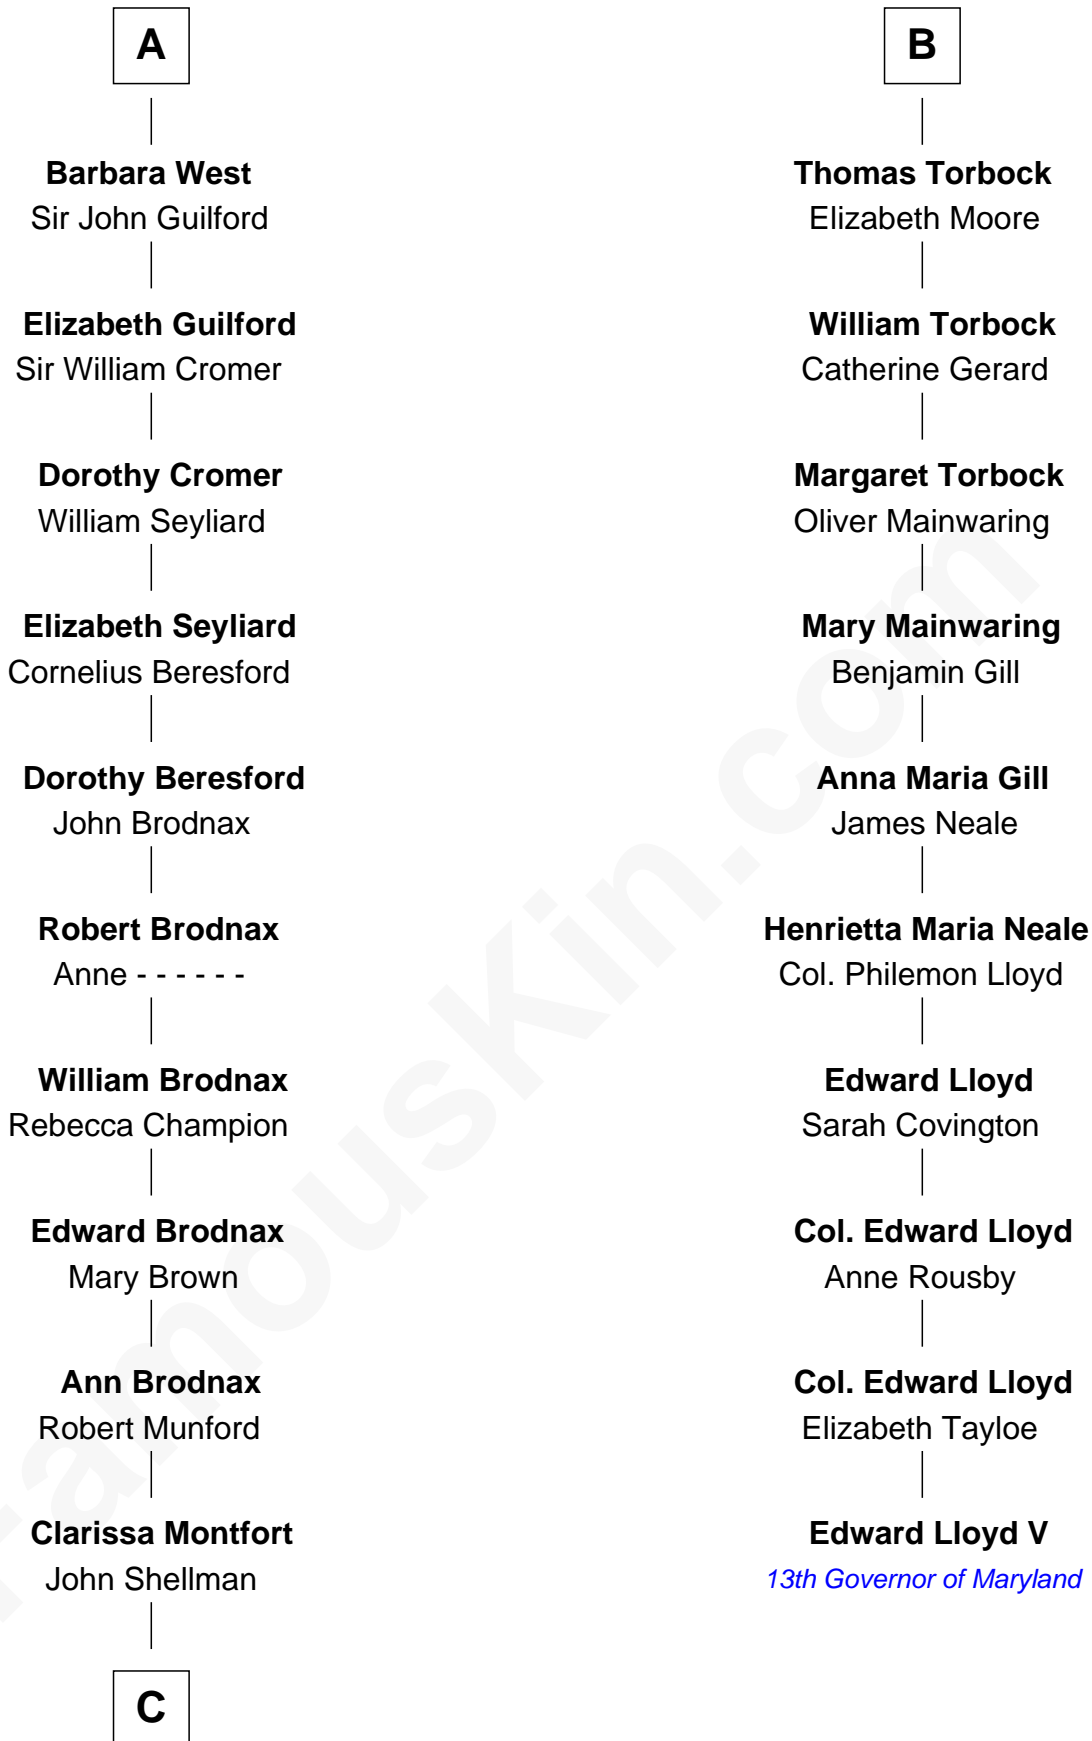 A
Barbara West
Sir John Guilford
Elizabeth Guilford
Sir William Cromer
Dorothy Cromer
William Seyliard
Elizabeth Seyliard
Cornelius Beresford
Dorothy Beresford
John Brodnax
Robert Brodnax
Anne - - - - - -
William Brodnax
Rebecca Champion
Edward Brodnax
Mary Brown
Ann Brodnax
Robert Munford
Clarissa Montfort
John Shellman
C
B
Thomas Torbock
Elizabeth Moore
William Torbock
Catherine Gerard
Margaret Torbock
Oliver Mainwaring
Mary Mainwaring
Benjamin Gill
Anna Maria Gill
James Neale
Henrietta Maria Neale
Col. Philemon Lloyd
Edward Lloyd
Sarah Covington
Col. Edward Lloyd
Anne Rousby
Col. Edward Lloyd
Elizabeth Tayloe
Edward Lloyd V
13th Governor of Maryland
FamousKin.com